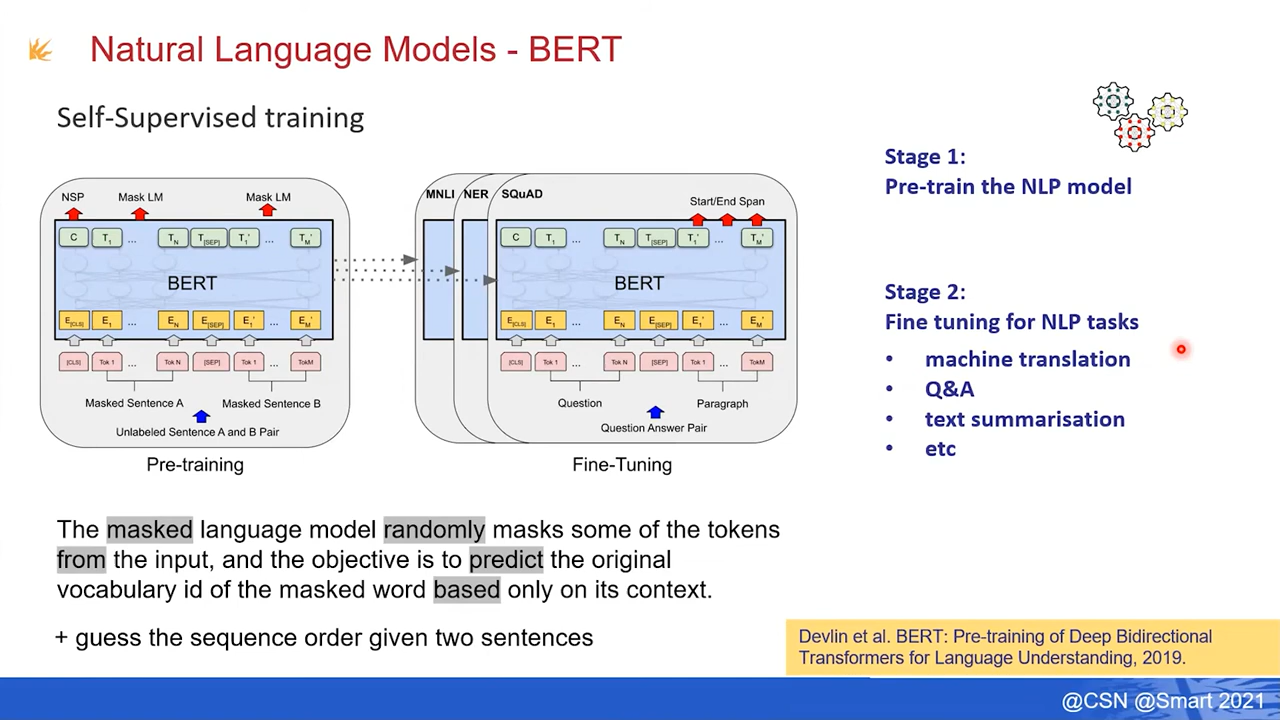 Natural Language Models - BERT
Self-Supervised training
NSP Mask LM Mask LM
C T1 ... TN T[SEP] T1' ... TM'
BERT
E[CLS] E1 ... EN E[SEP] E1' ... EM'
[CLS] Tok 1 ... Tok N [SEP] Tok 1 ... TokM
Masked Sentence A Masked Sentence B
Unlabeled Sentence A and B Pair
Pre-training
MNLI NER SQuAD
Start/End Span
C T1 ... TN T[SEP] T1' ... TM'
BERT
E[CLS] E1 ... EN E[SEP] E1' ... EM'
[CLS] Tok 1 ... Tok N [SEP] Tok 1 ... TokM
Question Paragraph
Question Answer Pair
Fine-Tuning
Stage 1:
Pre-train the NLP model
Stage 2:
Fine tuning for NLP tasks
• machine translation
• Q&A
• text summarisation
• etc
The masked language model randomly masks some of the tokens
from the input, and the objective is to predict the original
vocabulary id of the masked word based only on its context.
+ guess the sequence order given two sentences
Devlin et al. BERT: Pre-training of Deep Bidirectional
Transformers for Language Understanding, 2019.
@CSN @Smart 2021